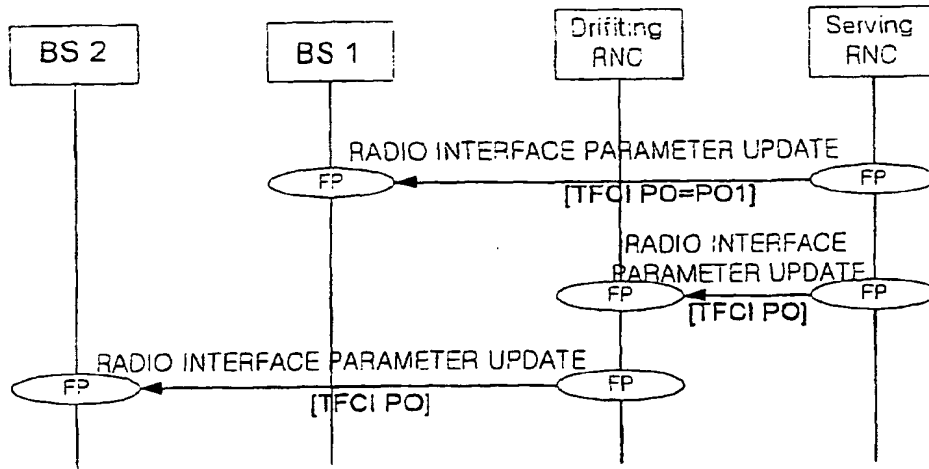 BS 2
BS 1
Drifiting
RNC
Serving
RNC
RADIO INTERFACE PARAMETER UPDATE
FP
FP
[TFCI PO=PO1]
RADIO INTERFACE
PARAMETER UPDATE
FP
FP
[TFCI PO]
RADIO INTERFACE PARAMETER UPDATE
FP
FP
[TFCI PO]